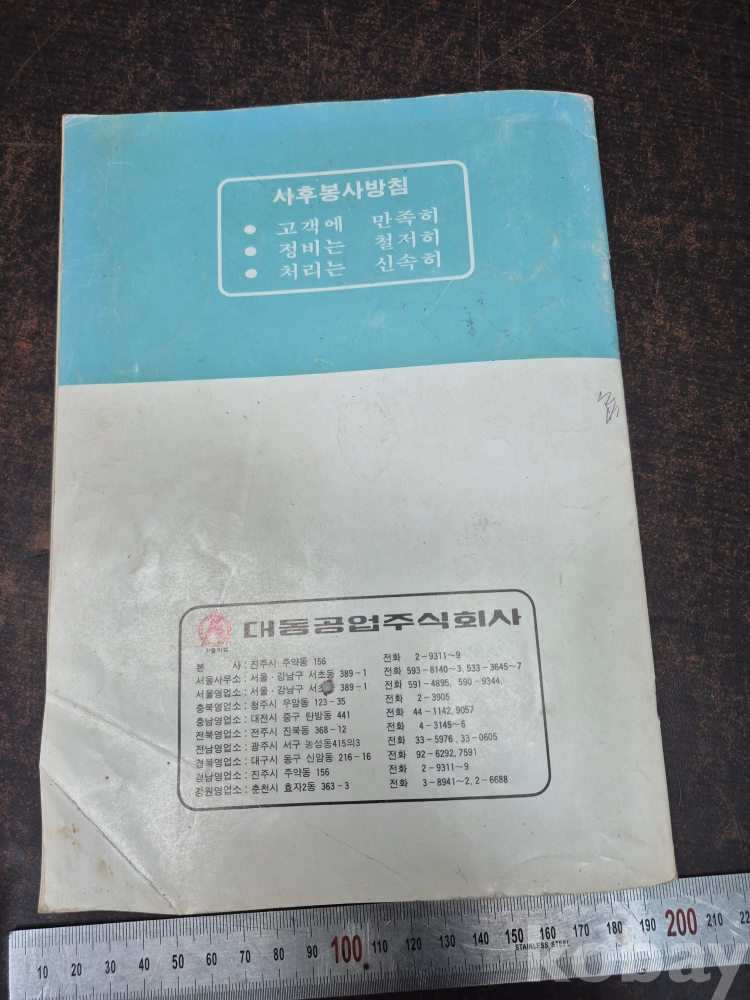 사후봉사방침
● 고객에 만족히
● 정비는 철저히
● 처리는 신속히
대동공업주식회사
본 사 : 진주시 주약동 156 전화 2-9311~9
서울사무소 : 서울·강남구 서초동 389-1 전화 593-8140~3, 533-3645~7
서울영업소 : 서울·강남구 서초동 389-1 전화 591-4895, 590-9344,
충북영업소 : 청주시 우암동 123-35 전화 2-3905
충남영업소 : 대전시 중구 탄방동 441 전화 44-1142, 9057
전북영업소 : 전주시 진북동 368-12 전화 4-3145~6
전남영업소 : 광주시 서구 농성동415의3 전화 33-5976, 33-0605
경북영업소 : 대구시 동구 신암동 216-16 전화 92-6292, 7591
경남영업소 : 진주시 주약동 156 전화 2-9311~9
강원영업소 : 춘천시 효자2동 363-3 전화 3-8941~2, 2-6688
10 20 30 40 50 60 70 80 90 100 110 120 130 140 150 160 170 180 190 200 210
STAINLESS STEEL
kobay